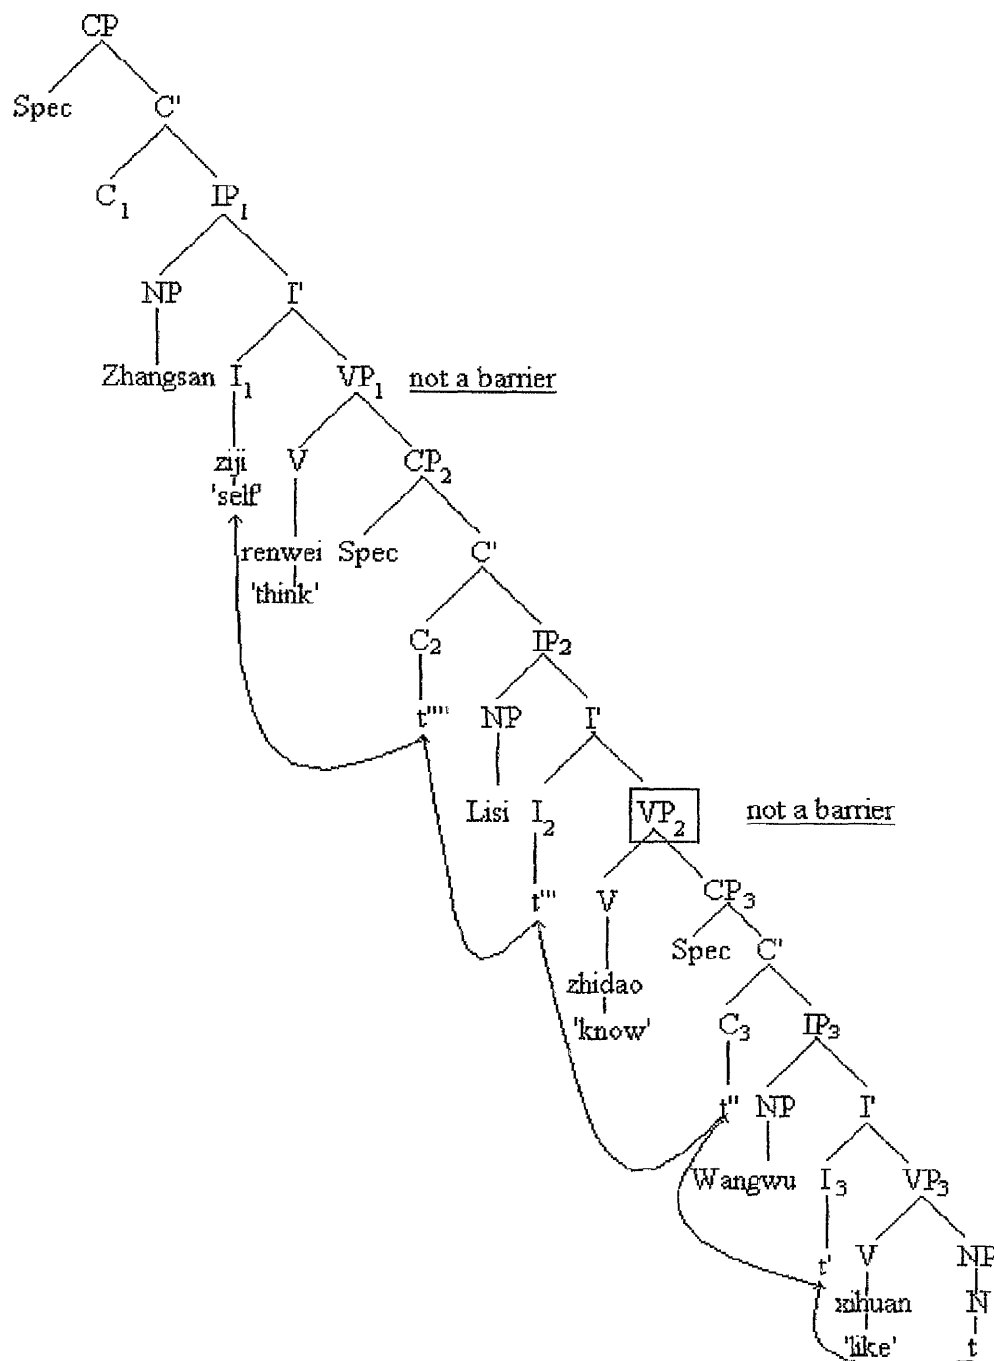 CP
Spec C'
C₁ IP₁
NP I'
Zhangsan I₁ VP₁ not a barrier
ziji V CP₂
'self'
renwei Spec C'
'think'
C₂ IP₂
t'''' NP I'
Lisi I₂ VP₂ not a barrier
t''' V CP₃
Spec C'
zhidao
'know' C₃ IP₃
t'' NP I'
Wangwu I₃ VP₃
t' V NP
xihuan N
'like' t